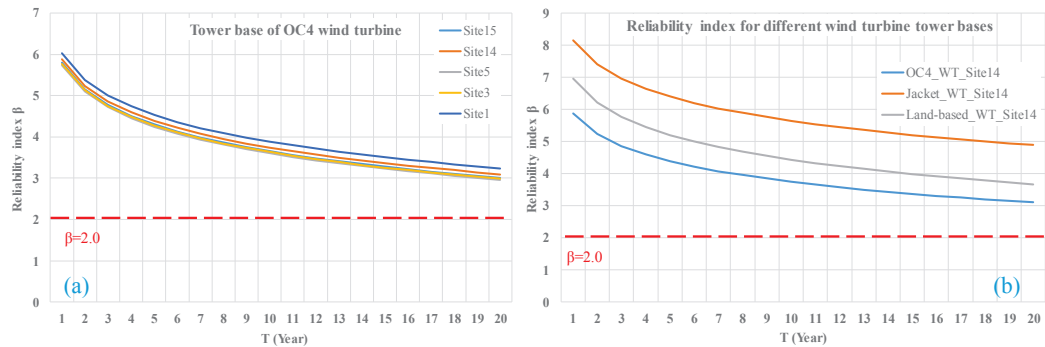 Tower base of OC4 wind turbine
Site15
Site14
Site5
Site3
Site1
7
6
5
4
3
2
1
0
Reliability index β
β=2.0
(a)
1 2 3 4 5 6 7 8 9 10 11 12 13 14 15 16 17 18 19 20
T (Year)
Reliability index for different wind turbine tower bases
OC4_WT_Site14
Jacket_WT_Site14
Land-based_WT_Site14
9
8
7
6
5
4
3
2
1
0
Reliability index β
β=2.0
(b)
1 2 3 4 5 6 7 8 9 10 11 12 13 14 15 16 17 18 19 20
T (Year)